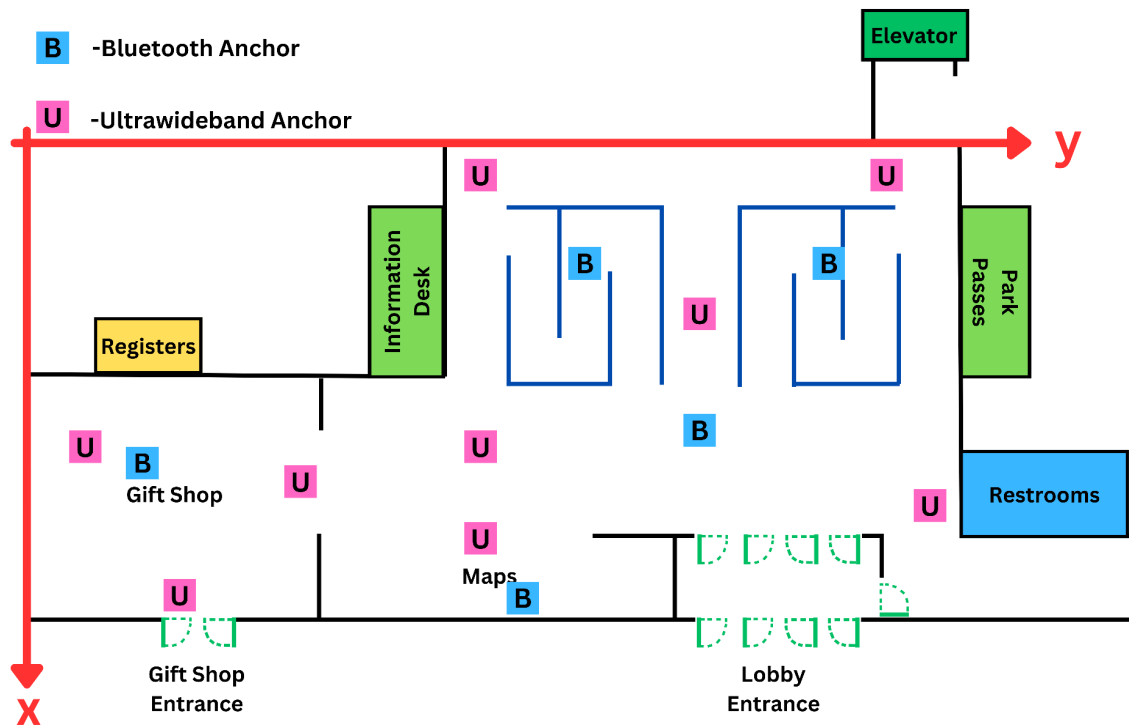 Elevator
B -Bluetooth Anchor
U -Ultrawideband Anchor
y
U
U
Information
Desk
B
B
Park
Passes
U
Registers
B
U
U
B
Gift Shop
U
Restrooms
U
U
Maps
U
B
Gift Shop
Entrance
Lobby
Entrance
x